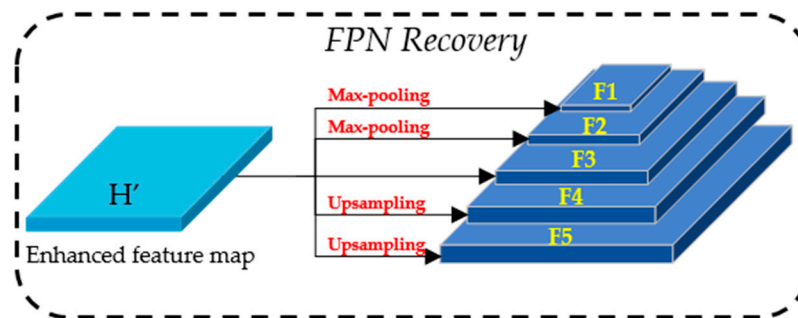 FPN Recovery
Max-pooling
F1
Max-pooling
F2
H'
F3
Upsampling
F4
Enhanced feature map
Upsampling
F5